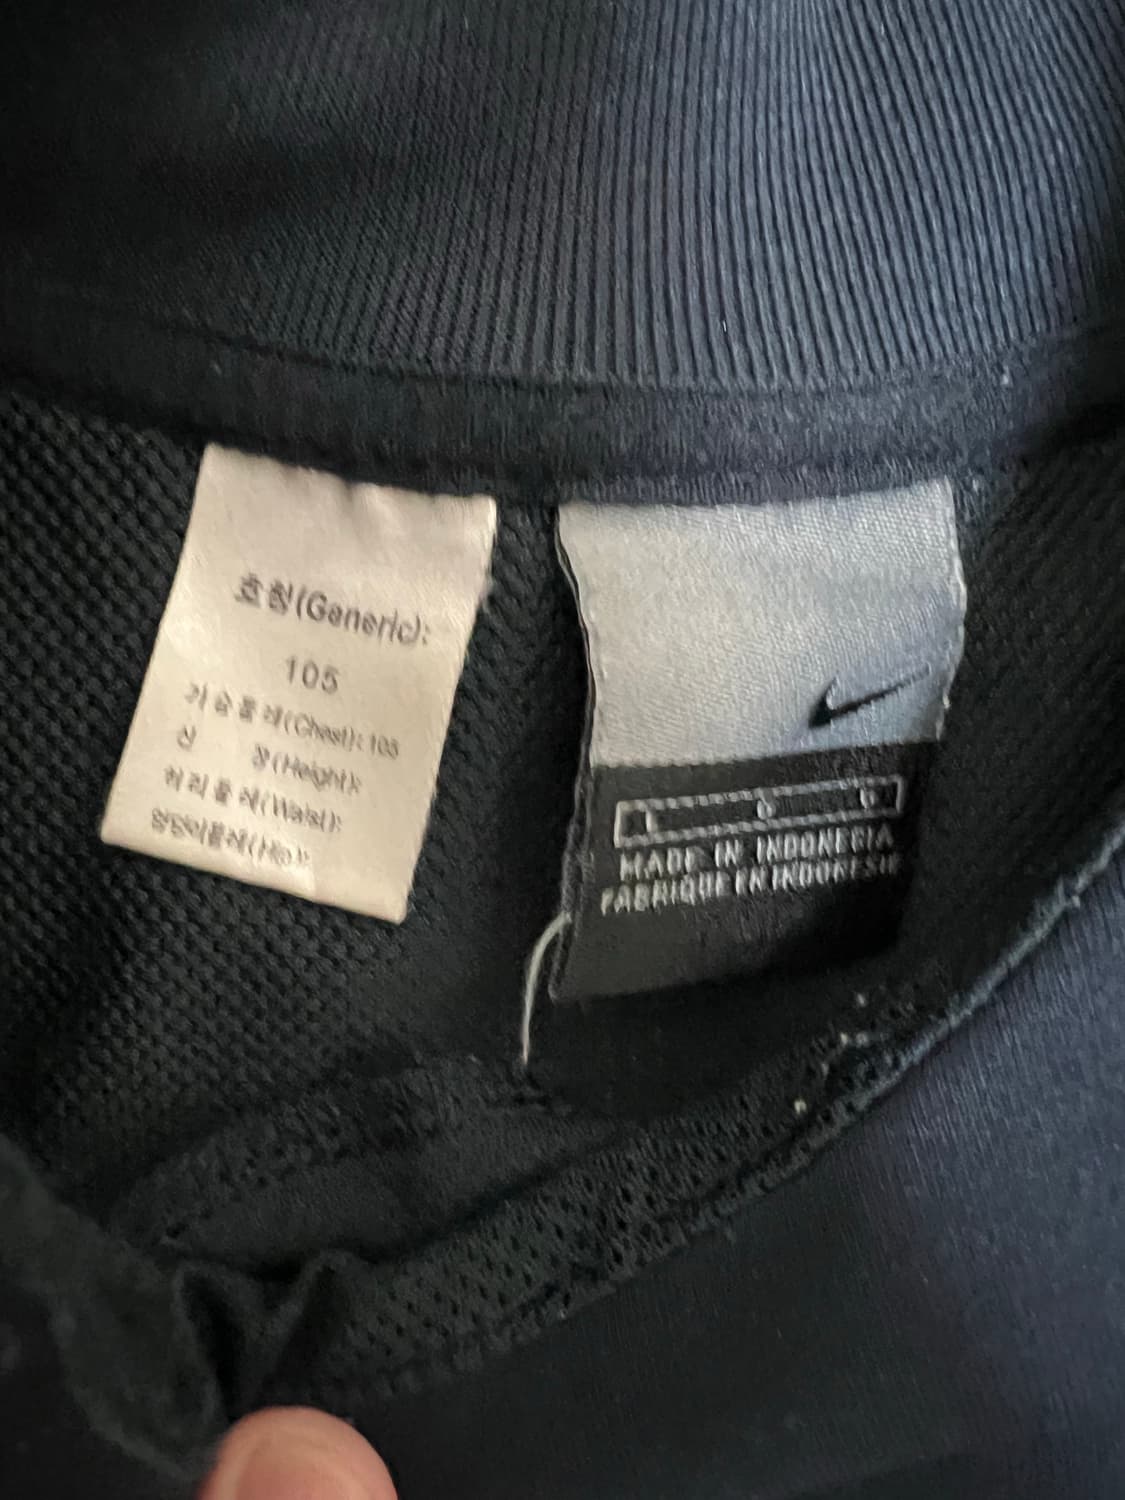 호칭(Generic):
105
가슴둘레(Chest): 105
신 장(Height):
허리둘레(Waist):
엉덩이둘레(Hip):
L G G
MADE IN INDONESIA
FABRIQUE EN INDONESIE